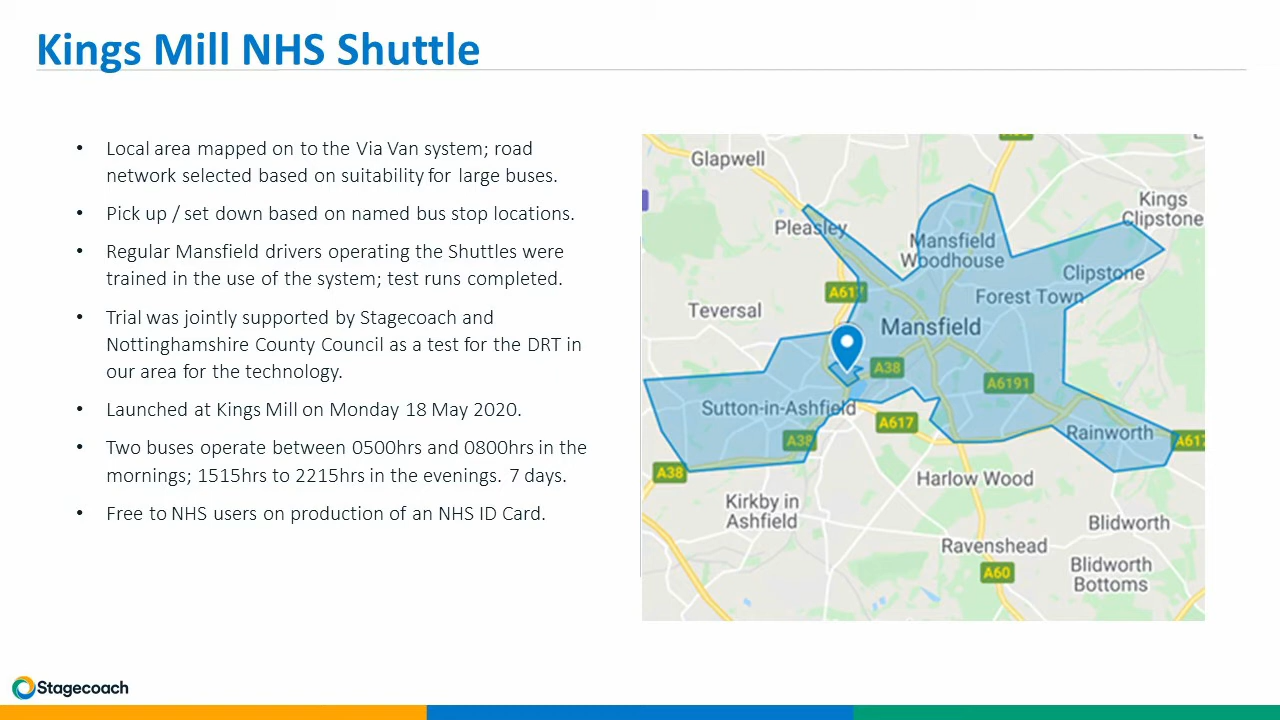 Kings Mill NHS Shuttle
• Local area mapped on to the Via Van system; road
network selected based on suitability for large buses.
• Pick up / set down based on named bus stop locations.
• Regular Mansfield drivers operating the Shuttles were
trained in the use of the system; test runs completed.
• Trial was jointly supported by Stagecoach and
Nottinghamshire County Council as a test for the DRT in
our area for the technology.
• Launched at Kings Mill on Monday 18 May 2020.
• Two buses operate between 0500hrs and 0800hrs in the
mornings; 1515hrs to 2215hrs in the evenings. 7 days.
• Free to NHS users on production of an NHS ID Card.
Glapwell
Kings
Clipstone
Pleasley
Mansfield
Woodhouse
Clipstone
A617
Forest Town
Teversal
Mansfield
A38
A6191
Sutton-in-Ashfield
A617
Rainworth
A38
A617
A38
Harlow Wood
Kirkby in
Ashfield
Blidworth
Ravenshead
Blidworth
Bottoms
A60
Stagecoach